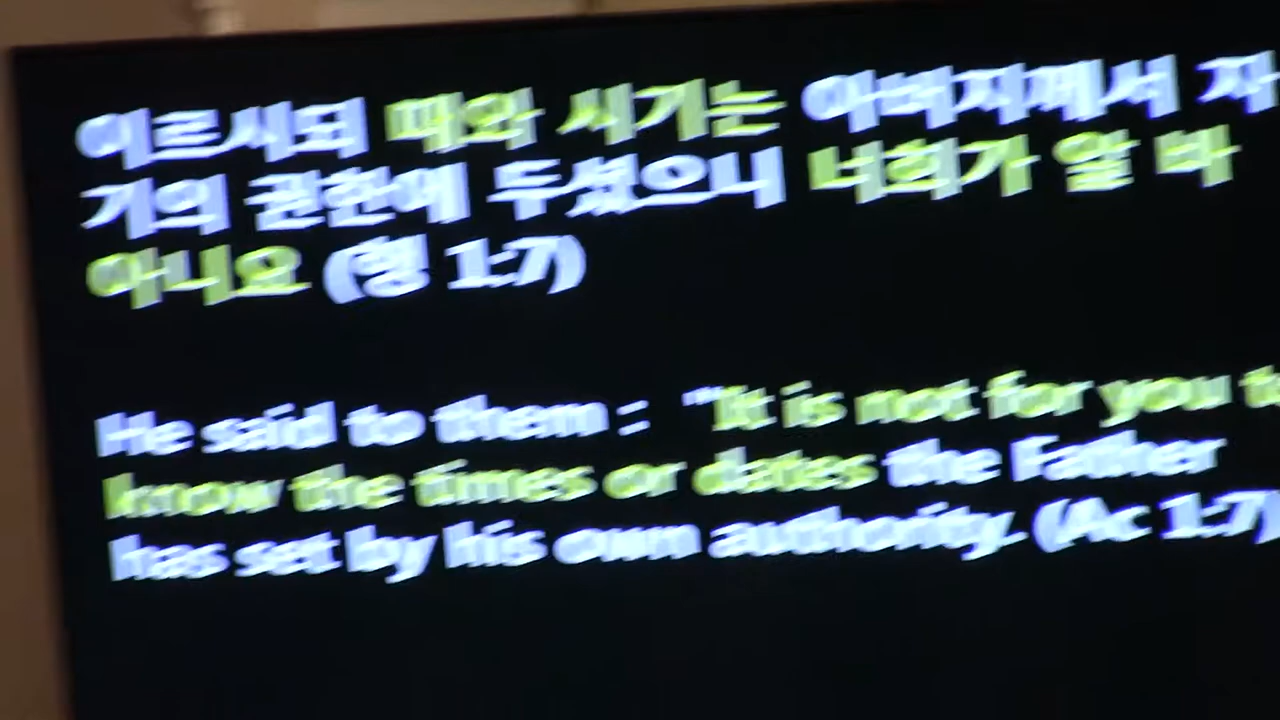 이르시되 때와 시기는 아버지께서 자
기의 권한에 두셨으니 너희가 알 바
아니요 (행 1:7)
He said to them : "It is not for you to
know the times or dates the Father
has set by his own authority. (Ac 1:7)